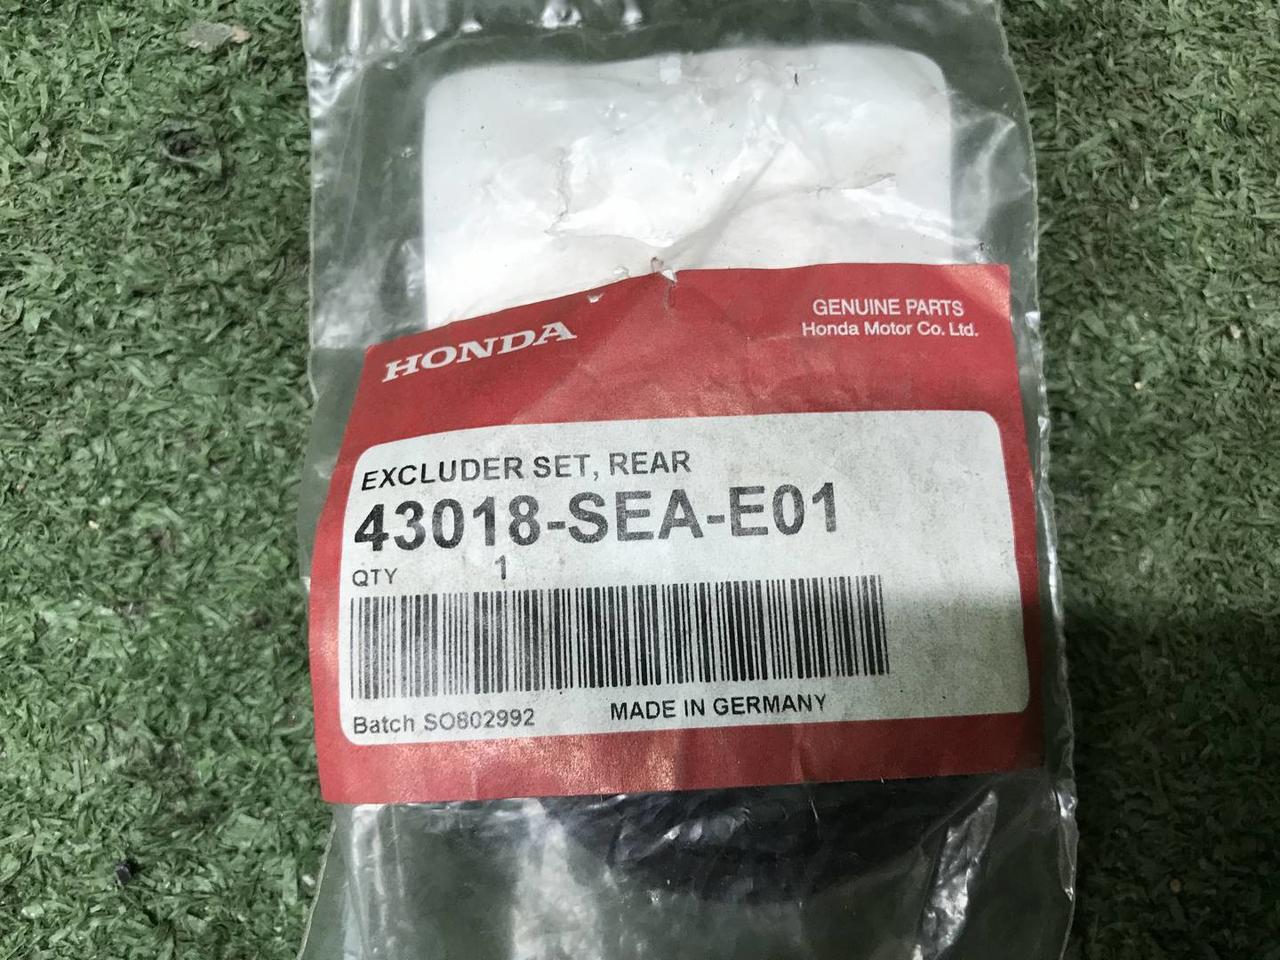 HONDA
GENUINE PARTS
Honda Motor Co. Ltd.
EXCLUDER SET, REAR
43018-SEA-E01
QTY 1
Batch SO802992
MADE IN GERMANY